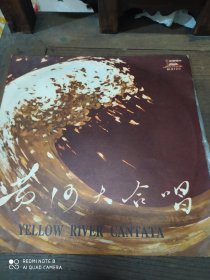 黄河大合唱
YELLOW RIVER CANTATA
REDMI NOTE 8
AI QUAD CAMERA